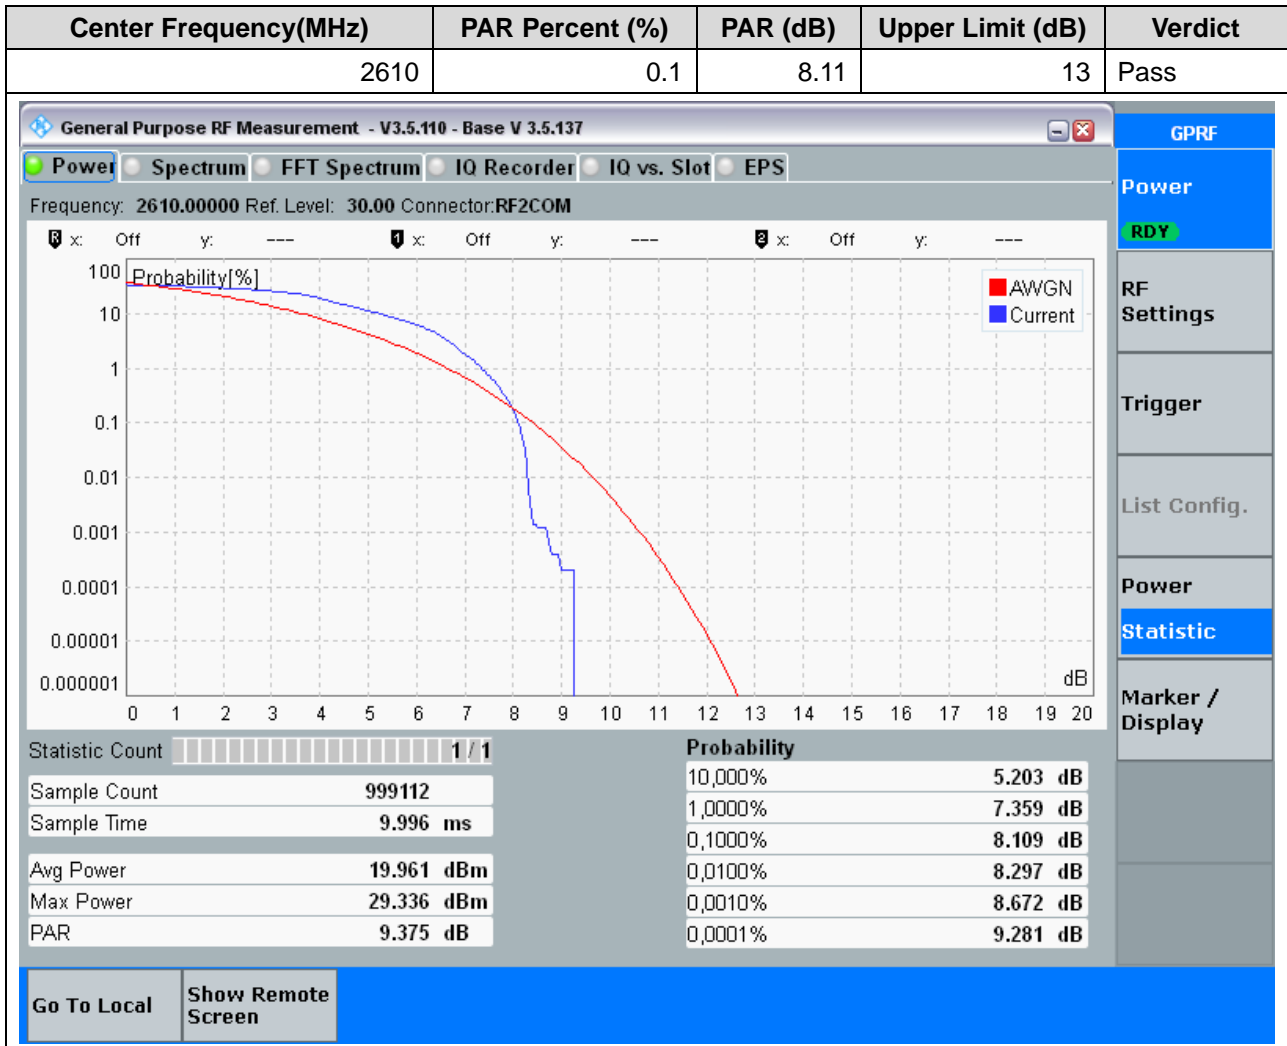 Center Frequency(MHz) PAR Percent (%) PAR (dB) Upper Limit (dB) Verdict
2610 0.1 8.11 13 Pass
General Purpose RF Measurement - V3.5.110 - Base V 3.5.137
GPRF
Power Spectrum FFT Spectrum IQ Recorder IQ vs. Slot EPS
Frequency: 2610.00000 Ref. Level: 30.00 Connector:RF2COM
R x: Off y: --- 1 x: Off y: --- 2 x: Off y: ---
Probability[%]
AWGN
Current
100
10
1
0.1
0.01
0.001
0.0001
0.00001
0.000001
dB
0 1 2 3 4 5 6 7 8 9 10 11 12 13 14 15 16 17 18 19 20
Statistic Count 1 / 1
Sample Count 999112
Sample Time 9.996 ms
Avg Power 19.961 dBm
Max Power 29.336 dBm
PAR 9.375 dB
Probability
10,000% 5.203 dB
1,0000% 7.359 dB
0,1000% 8.109 dB
0,0100% 8.297 dB
0,0010% 8.672 dB
0,0001% 9.281 dB
Power
RDY
RF
Settings
Trigger
List Config.
Power
Statistic
Marker /
Display
Go To Local
Show Remote
Screen